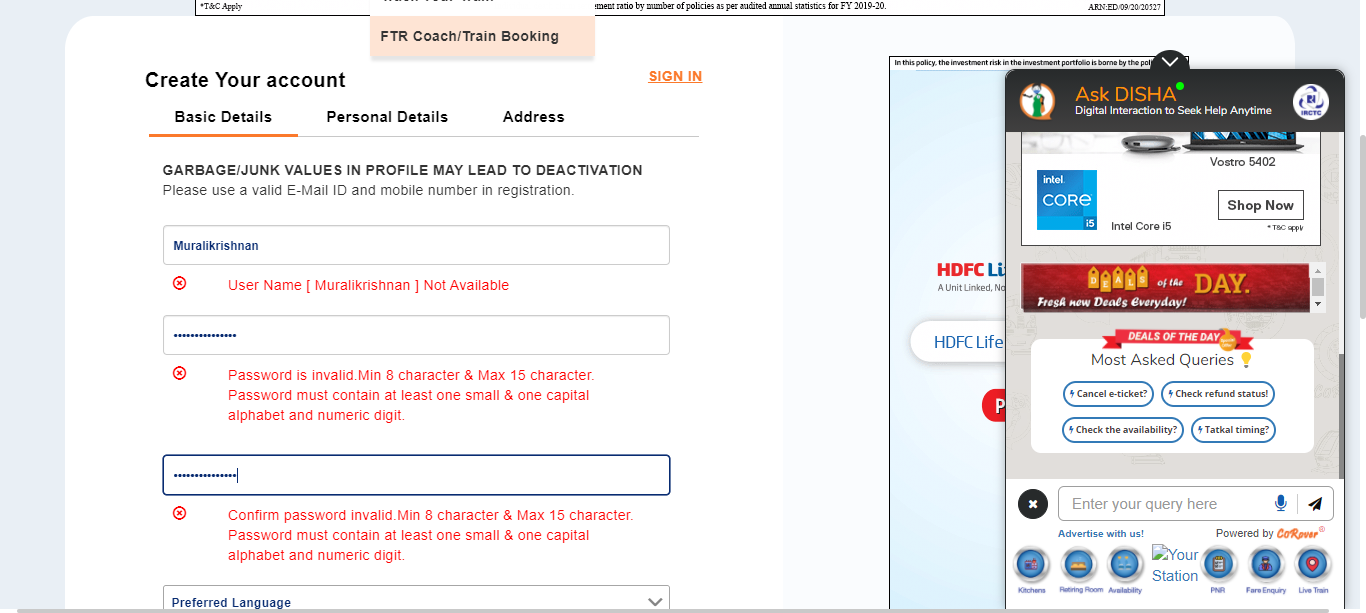 *T&C Apply
ement ratio by number of policies as per audited annual statistics for FY 2019-20.
ARN:ED/09/20/20527
FTR Coach/Train Booking
Create Your account
SIGN IN
Basic Details
Personal Details
Address
GARBAGE/JUNK VALUES IN PROFILE MAY LEAD TO DEACTIVATION
Please use a valid E-Mail ID and mobile number in registration.
Muralikrishnan
User Name [ Muralikrishnan ] Not Available
•••••••••••••••
Password is invalid.Min 8 character & Max 15 character.
Password must contain at least one small & one capital
alphabet and numeric digit.
•••••••••••••••
Confirm password invalid.Min 8 character & Max 15 character.
Password must contain at least one small & one capital
alphabet and numeric digit.
Preferred Language
In this policy, the investment risk in the investment portfolio is borne by the
HDFC
A Unit Linked,
HDFC Life
Ask DISHA
Digital Interaction to Seek Help Anytime
IRCTC
Vostro 5402
intel.
CORE
i5
Intel Core i5
Shop Now
* T&C apply
DEALS of the DAY.
Fresh new Deals Everyday!
DEALS OF THE DAY
Most Asked Queries
Cancel e-ticket?
Check refund status!
Check the availability?
Tatkal timing?
Enter your query here
Advertise with us!
Powered by CoRover®
Your
Station
Kitchens
Retiring Room
Availability
PNR
Fare Enquiry
Live Train